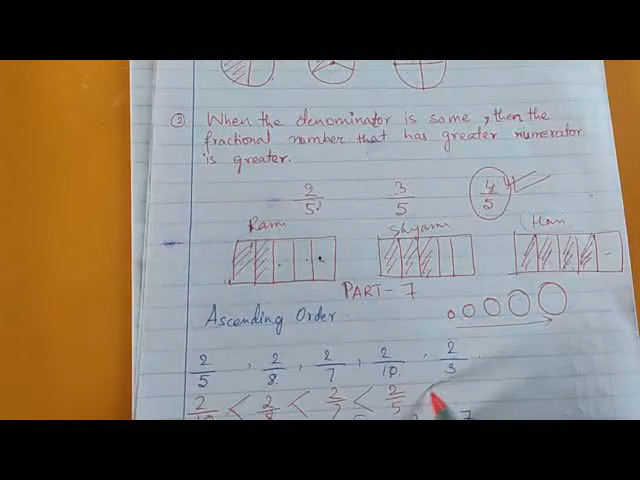 ② When the denominator is same, then the
fractional number that has greater numerator
is greater.
2/5 3/5 4/5
Ram Shyam Hari
PART-7
Ascending Order
2/5, 2/8, 2/7, 2/10, 2/3
2/10 < 2/8 < 2/7 < 2/5 <
7